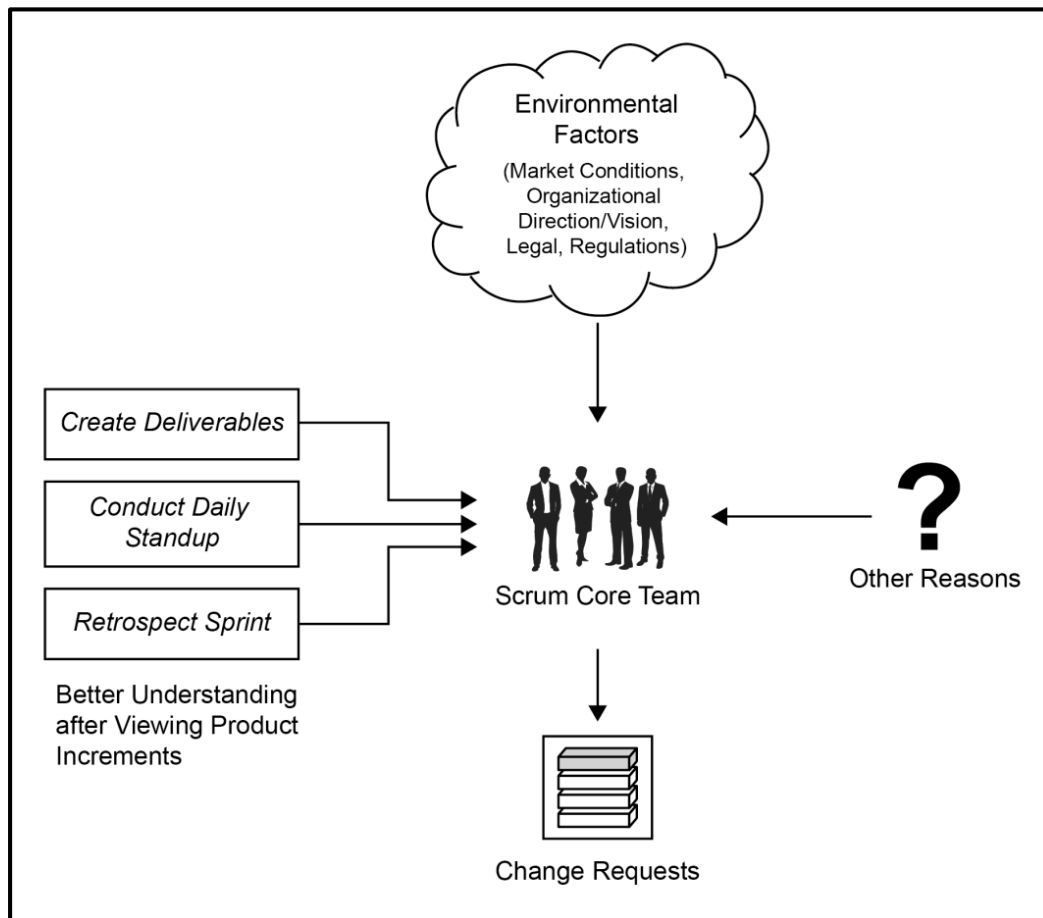 Environmental
Factors
(Market Conditions,
Organizational
Direction/Vision,
Legal, Regulations)
Create Deliverables
Conduct Daily
Standup
Retrospect Sprint
Better Understanding
after Viewing Product
Increments
Scrum Core Team
?
Other Reasons
Change Requests